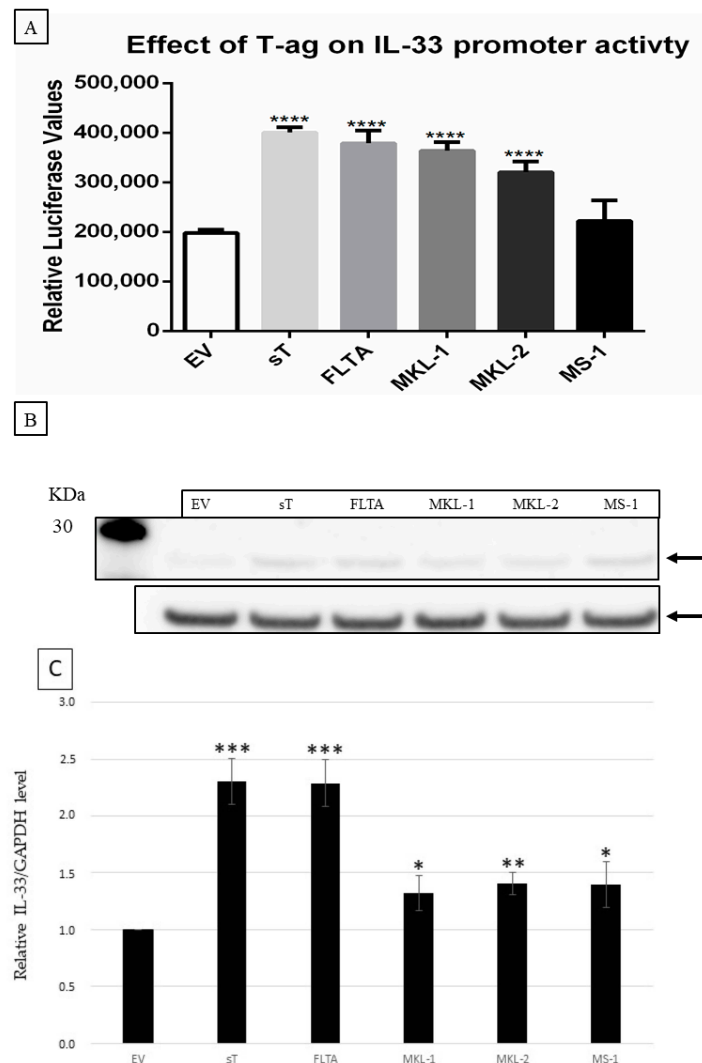 A
Effect of T-ag on IL-33 promoter activty
Relative Luciferase Values
500,000
400,000
300,000
200,000
100,000
0
**** **** **** ****
EV sT FLTA MKL-1 MKL-2 MS-1
B
KDa
30
EV sT FLTA MKL-1 MKL-2 MS-1
C
Relative IL-33/GAPDH level
3.0
2.5
2.0
1.5
1.0
0.5
0.0
*** *** * ** *
EV sT FLTA MKL-1 MKL-2 MS-1